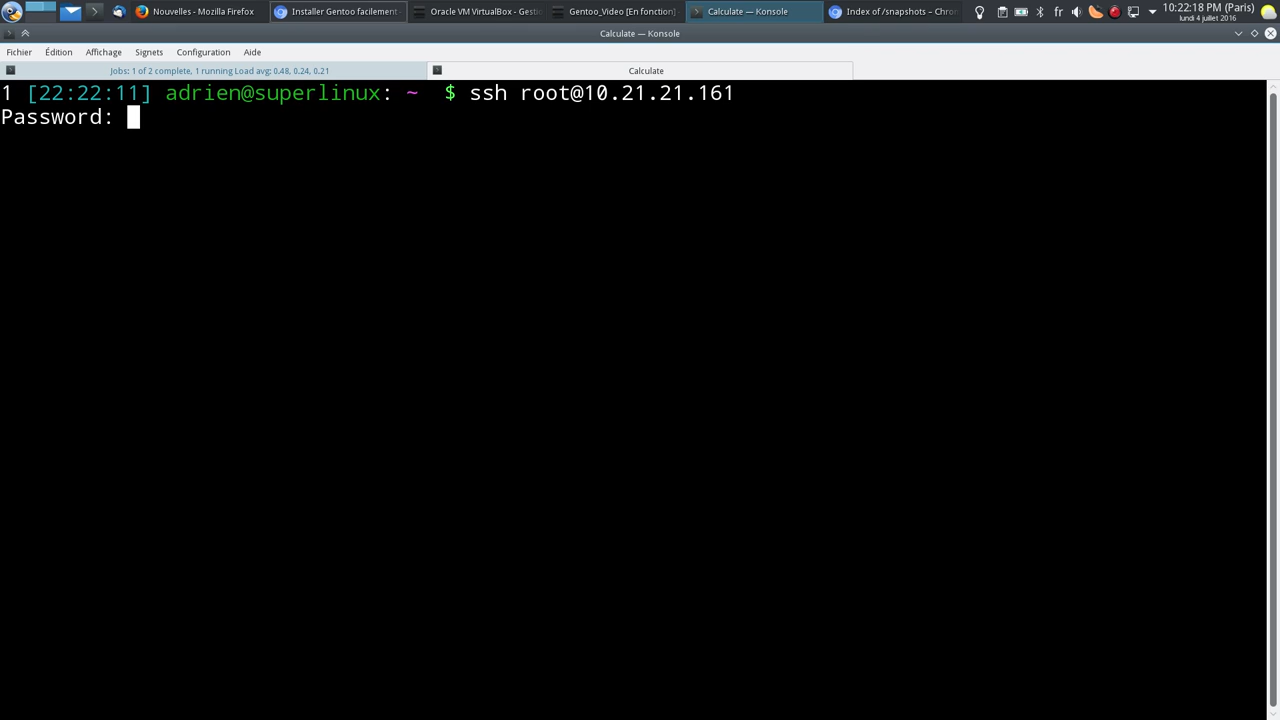 Nouvelles - Mozilla Firefox
Installer Gentoo facilement
Oracle VM VirtualBox Gesti
Gentoo_Video [En fonction] -
Calculate — Konsole
Index of /snapshots – Chrom
fr
10:22:18 PM (Paris)
lundi 4 juillet 2016
Calculate — Konsole
Fichier Édition Affichage Signets Configuration Aide
Jobs: 1 of 2 complete, 1 running Load avg: 0.48, 0.24, 0.21
Calculate
1 [22:22:11] adrien@superlinux: ~ $ ssh root@10.21.21.161
Password: